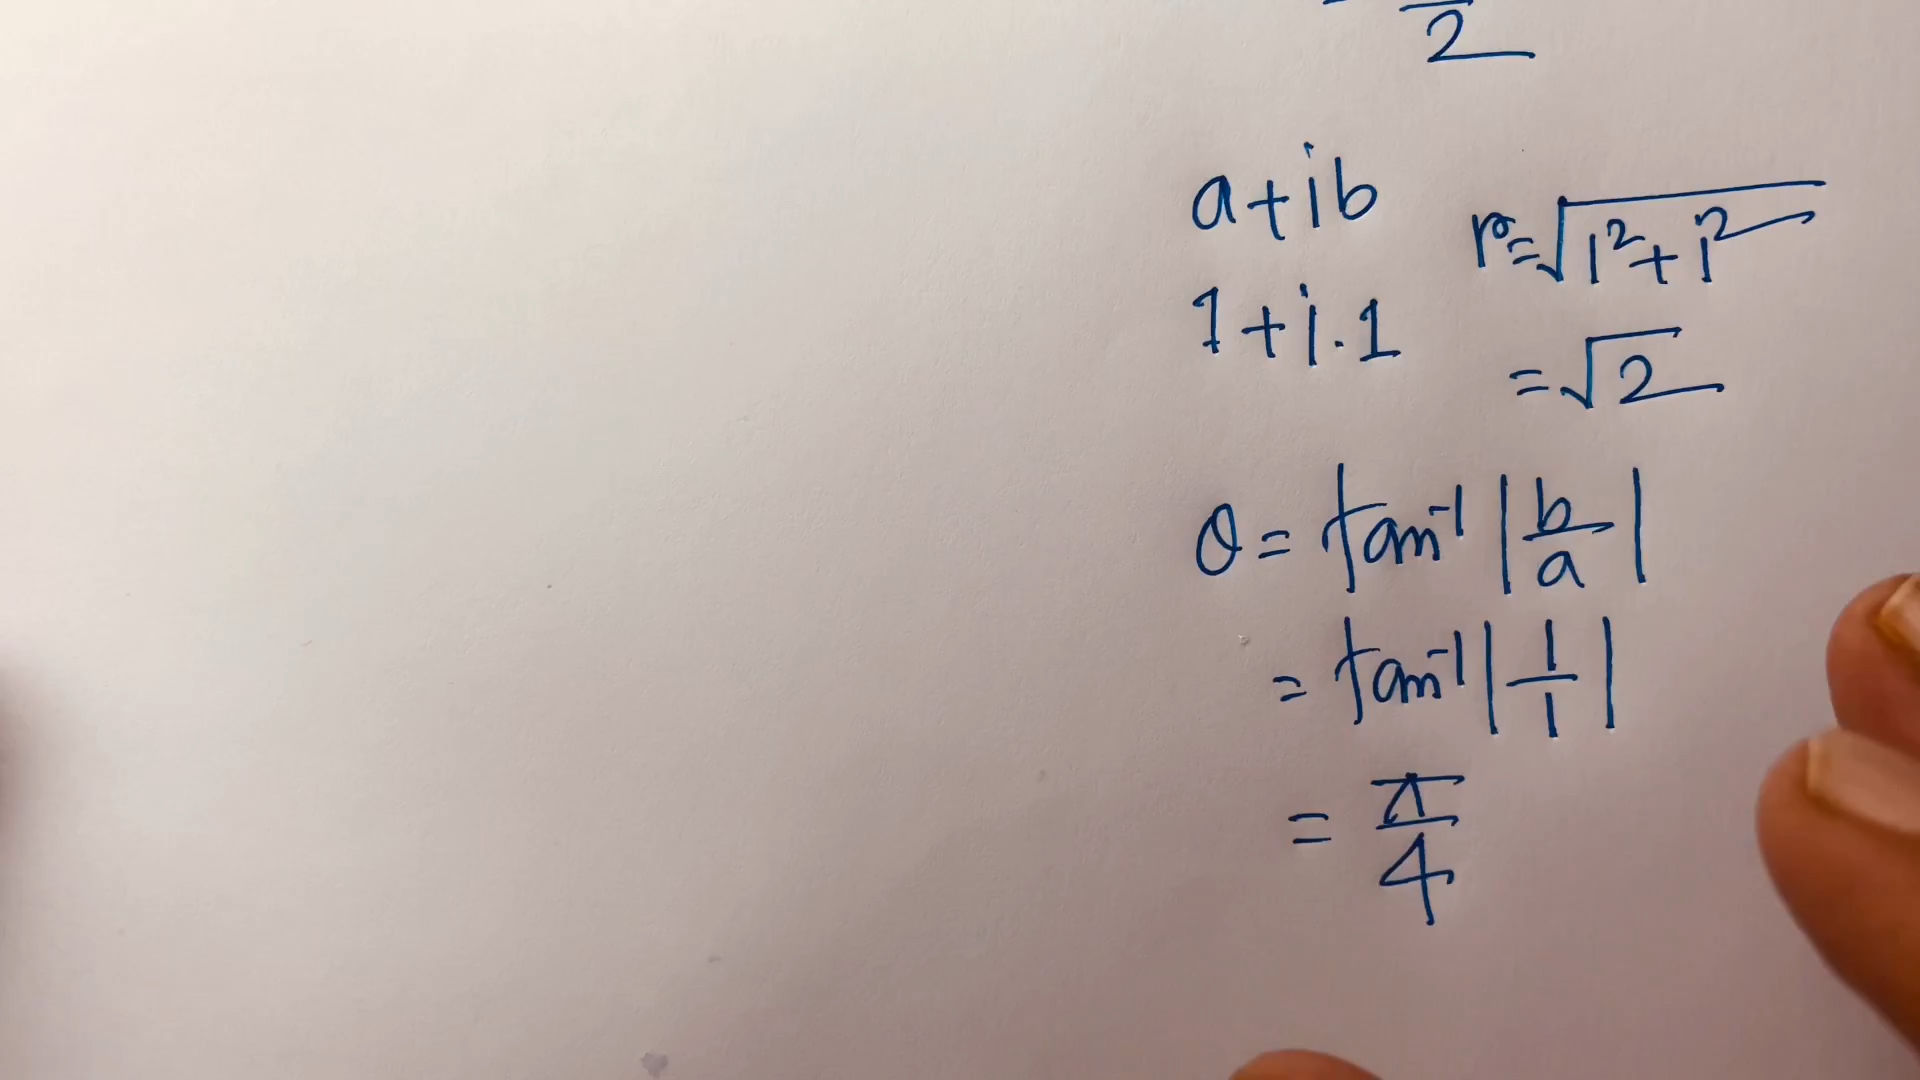 2
a+ib
r=√1²+1²
1+i.1
=√2
θ = tan⁻¹ |b/a|
= tan⁻¹ |1/1|
= π/4